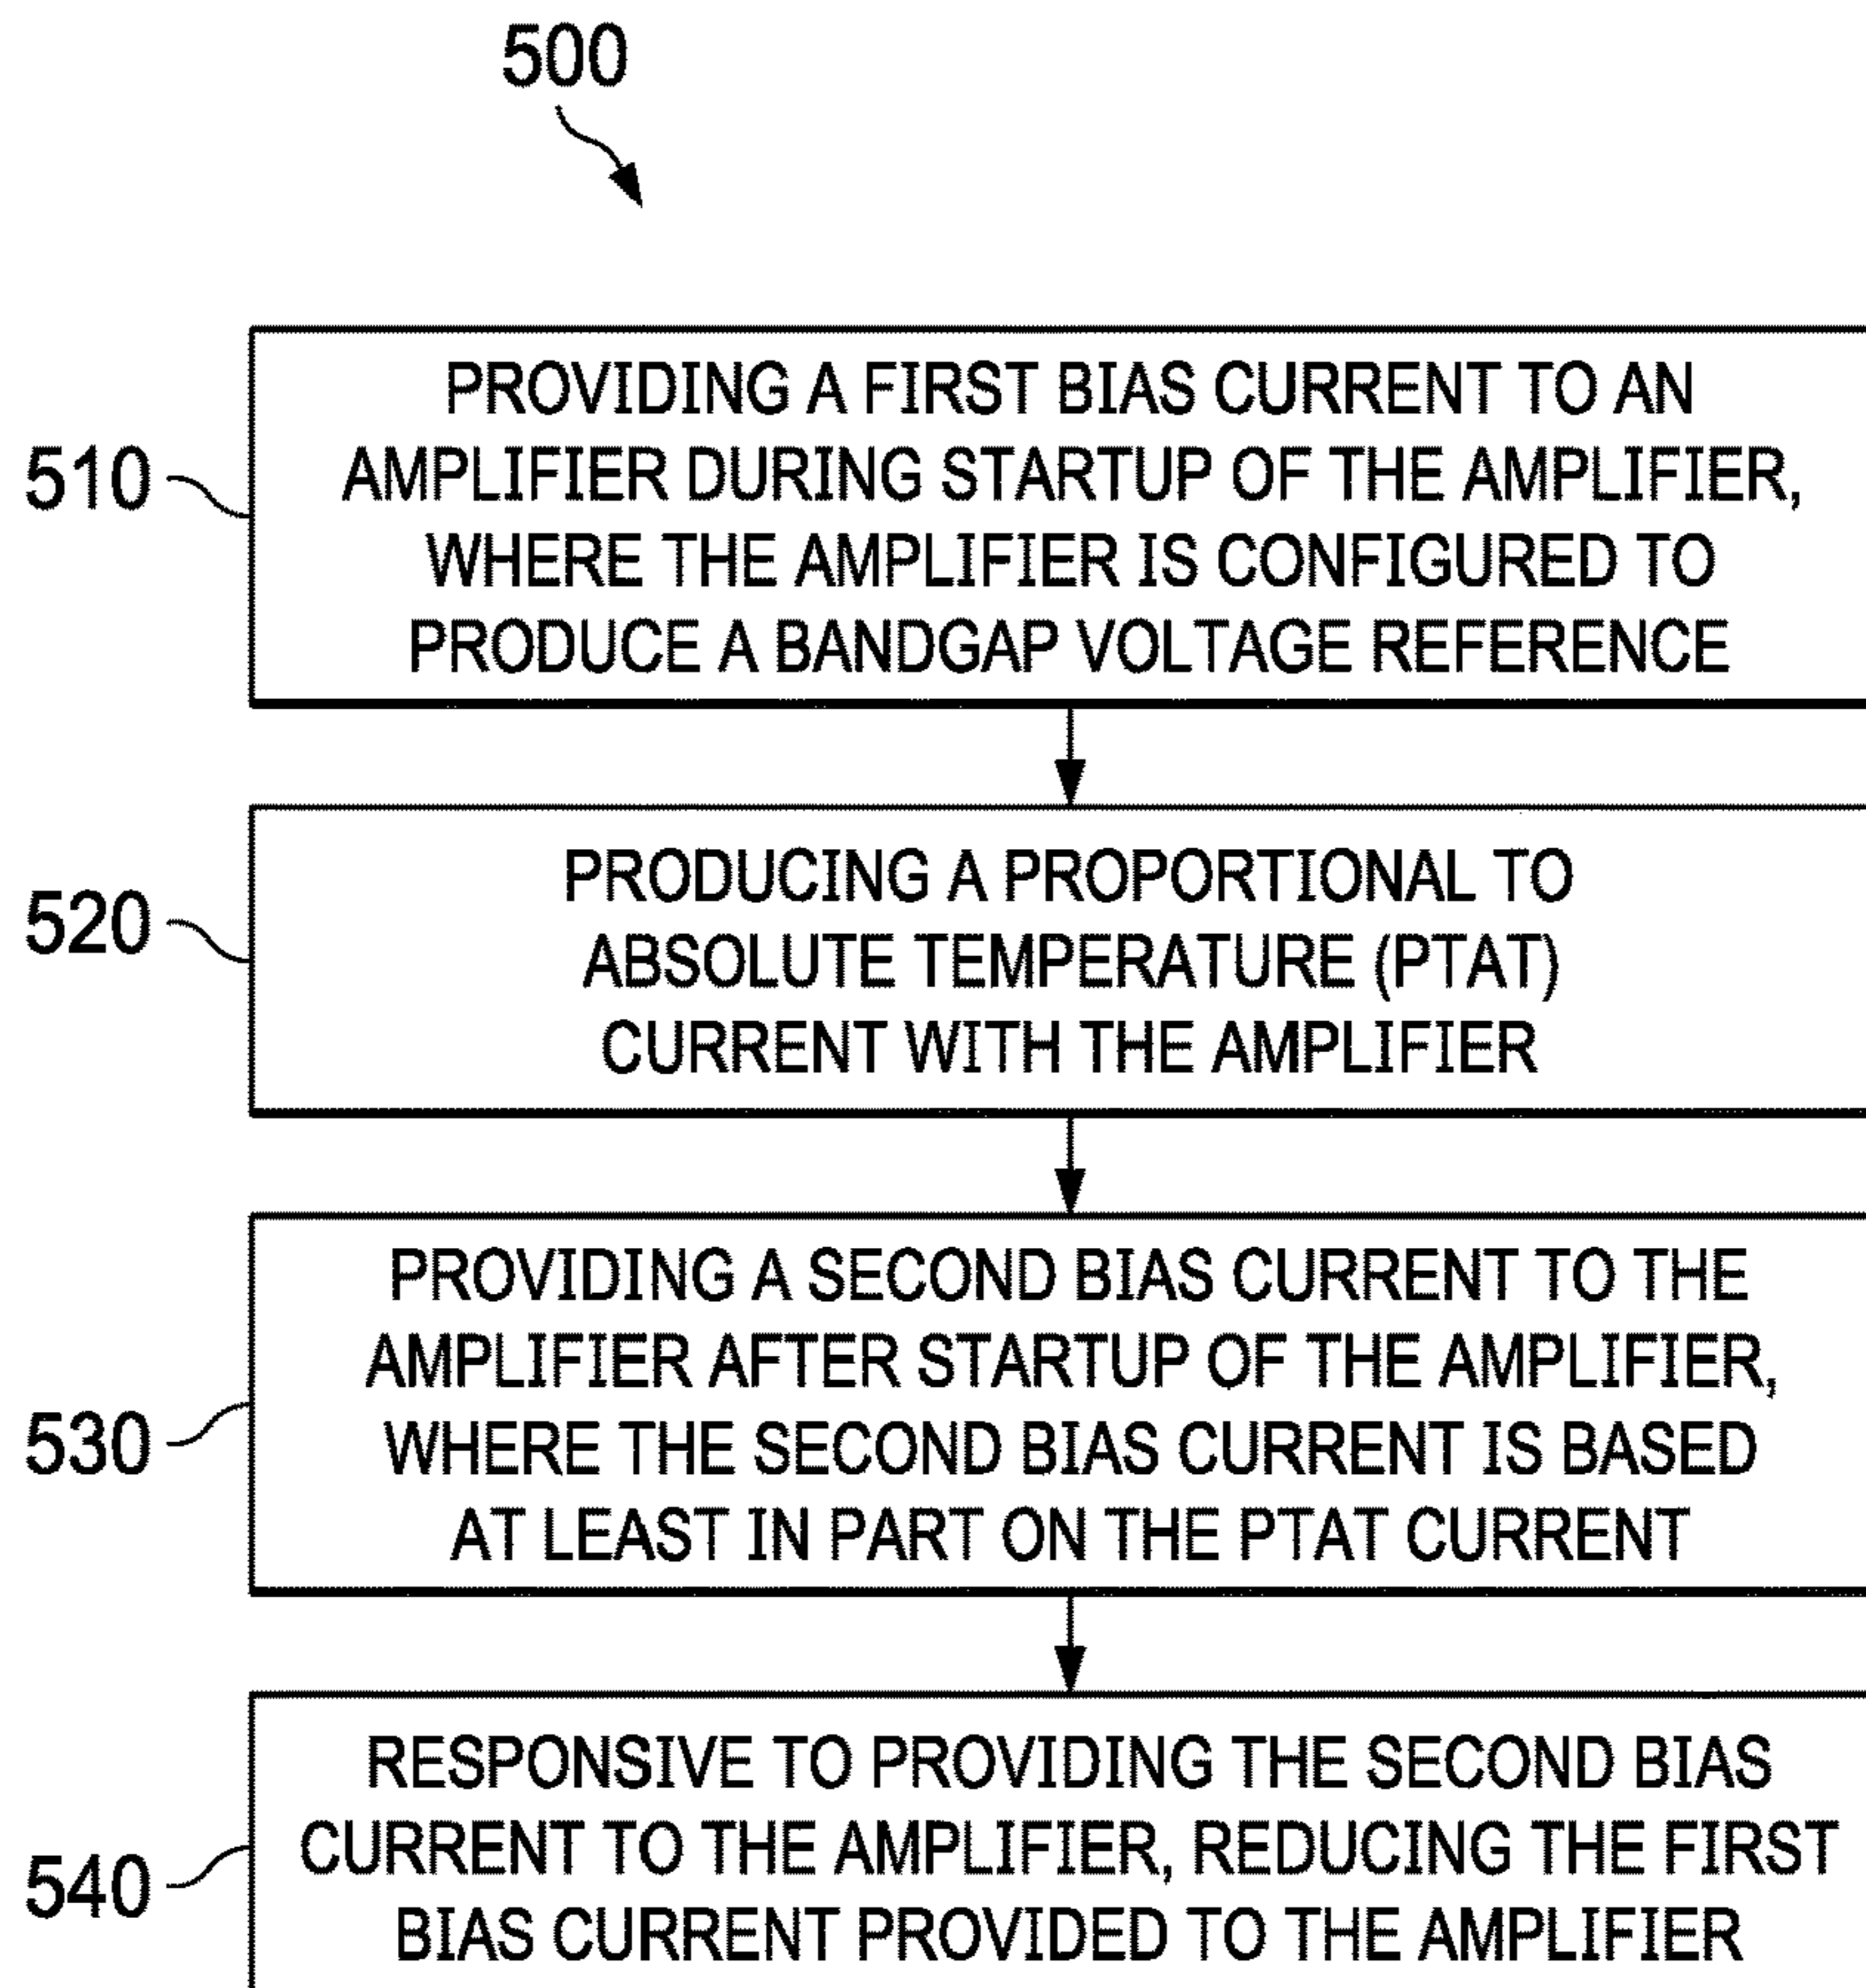 500
510
PROVIDING A FIRST BIAS CURRENT TO AN
AMPLIFIER DURING STARTUP OF THE AMPLIFIER,
WHERE THE AMPLIFIER IS CONFIGURED TO
PRODUCE A BANDGAP VOLTAGE REFERENCE
520
PRODUCING A PROPORTIONAL TO
ABSOLUTE TEMPERATURE (PTAT)
CURRENT WITH THE AMPLIFIER
530
PROVIDING A SECOND BIAS CURRENT TO THE
AMPLIFIER AFTER STARTUP OF THE AMPLIFIER,
WHERE THE SECOND BIAS CURRENT IS BASED
AT LEAST IN PART ON THE PTAT CURRENT
540
RESPONSIVE TO PROVIDING THE SECOND BIAS
CURRENT TO THE AMPLIFIER, REDUCING THE FIRST
BIAS CURRENT PROVIDED TO THE AMPLIFIER